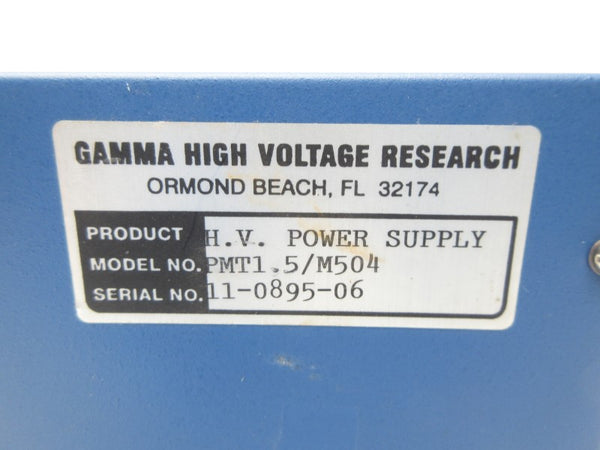 GAMMA HIGH VOLTAGE RESEARCH
ORMOND BEACH, FL 32174
PRODUCT H.V. POWER SUPPLY
MODEL NO. PMT1.5/M504
SERIAL NO. 11-0895-06